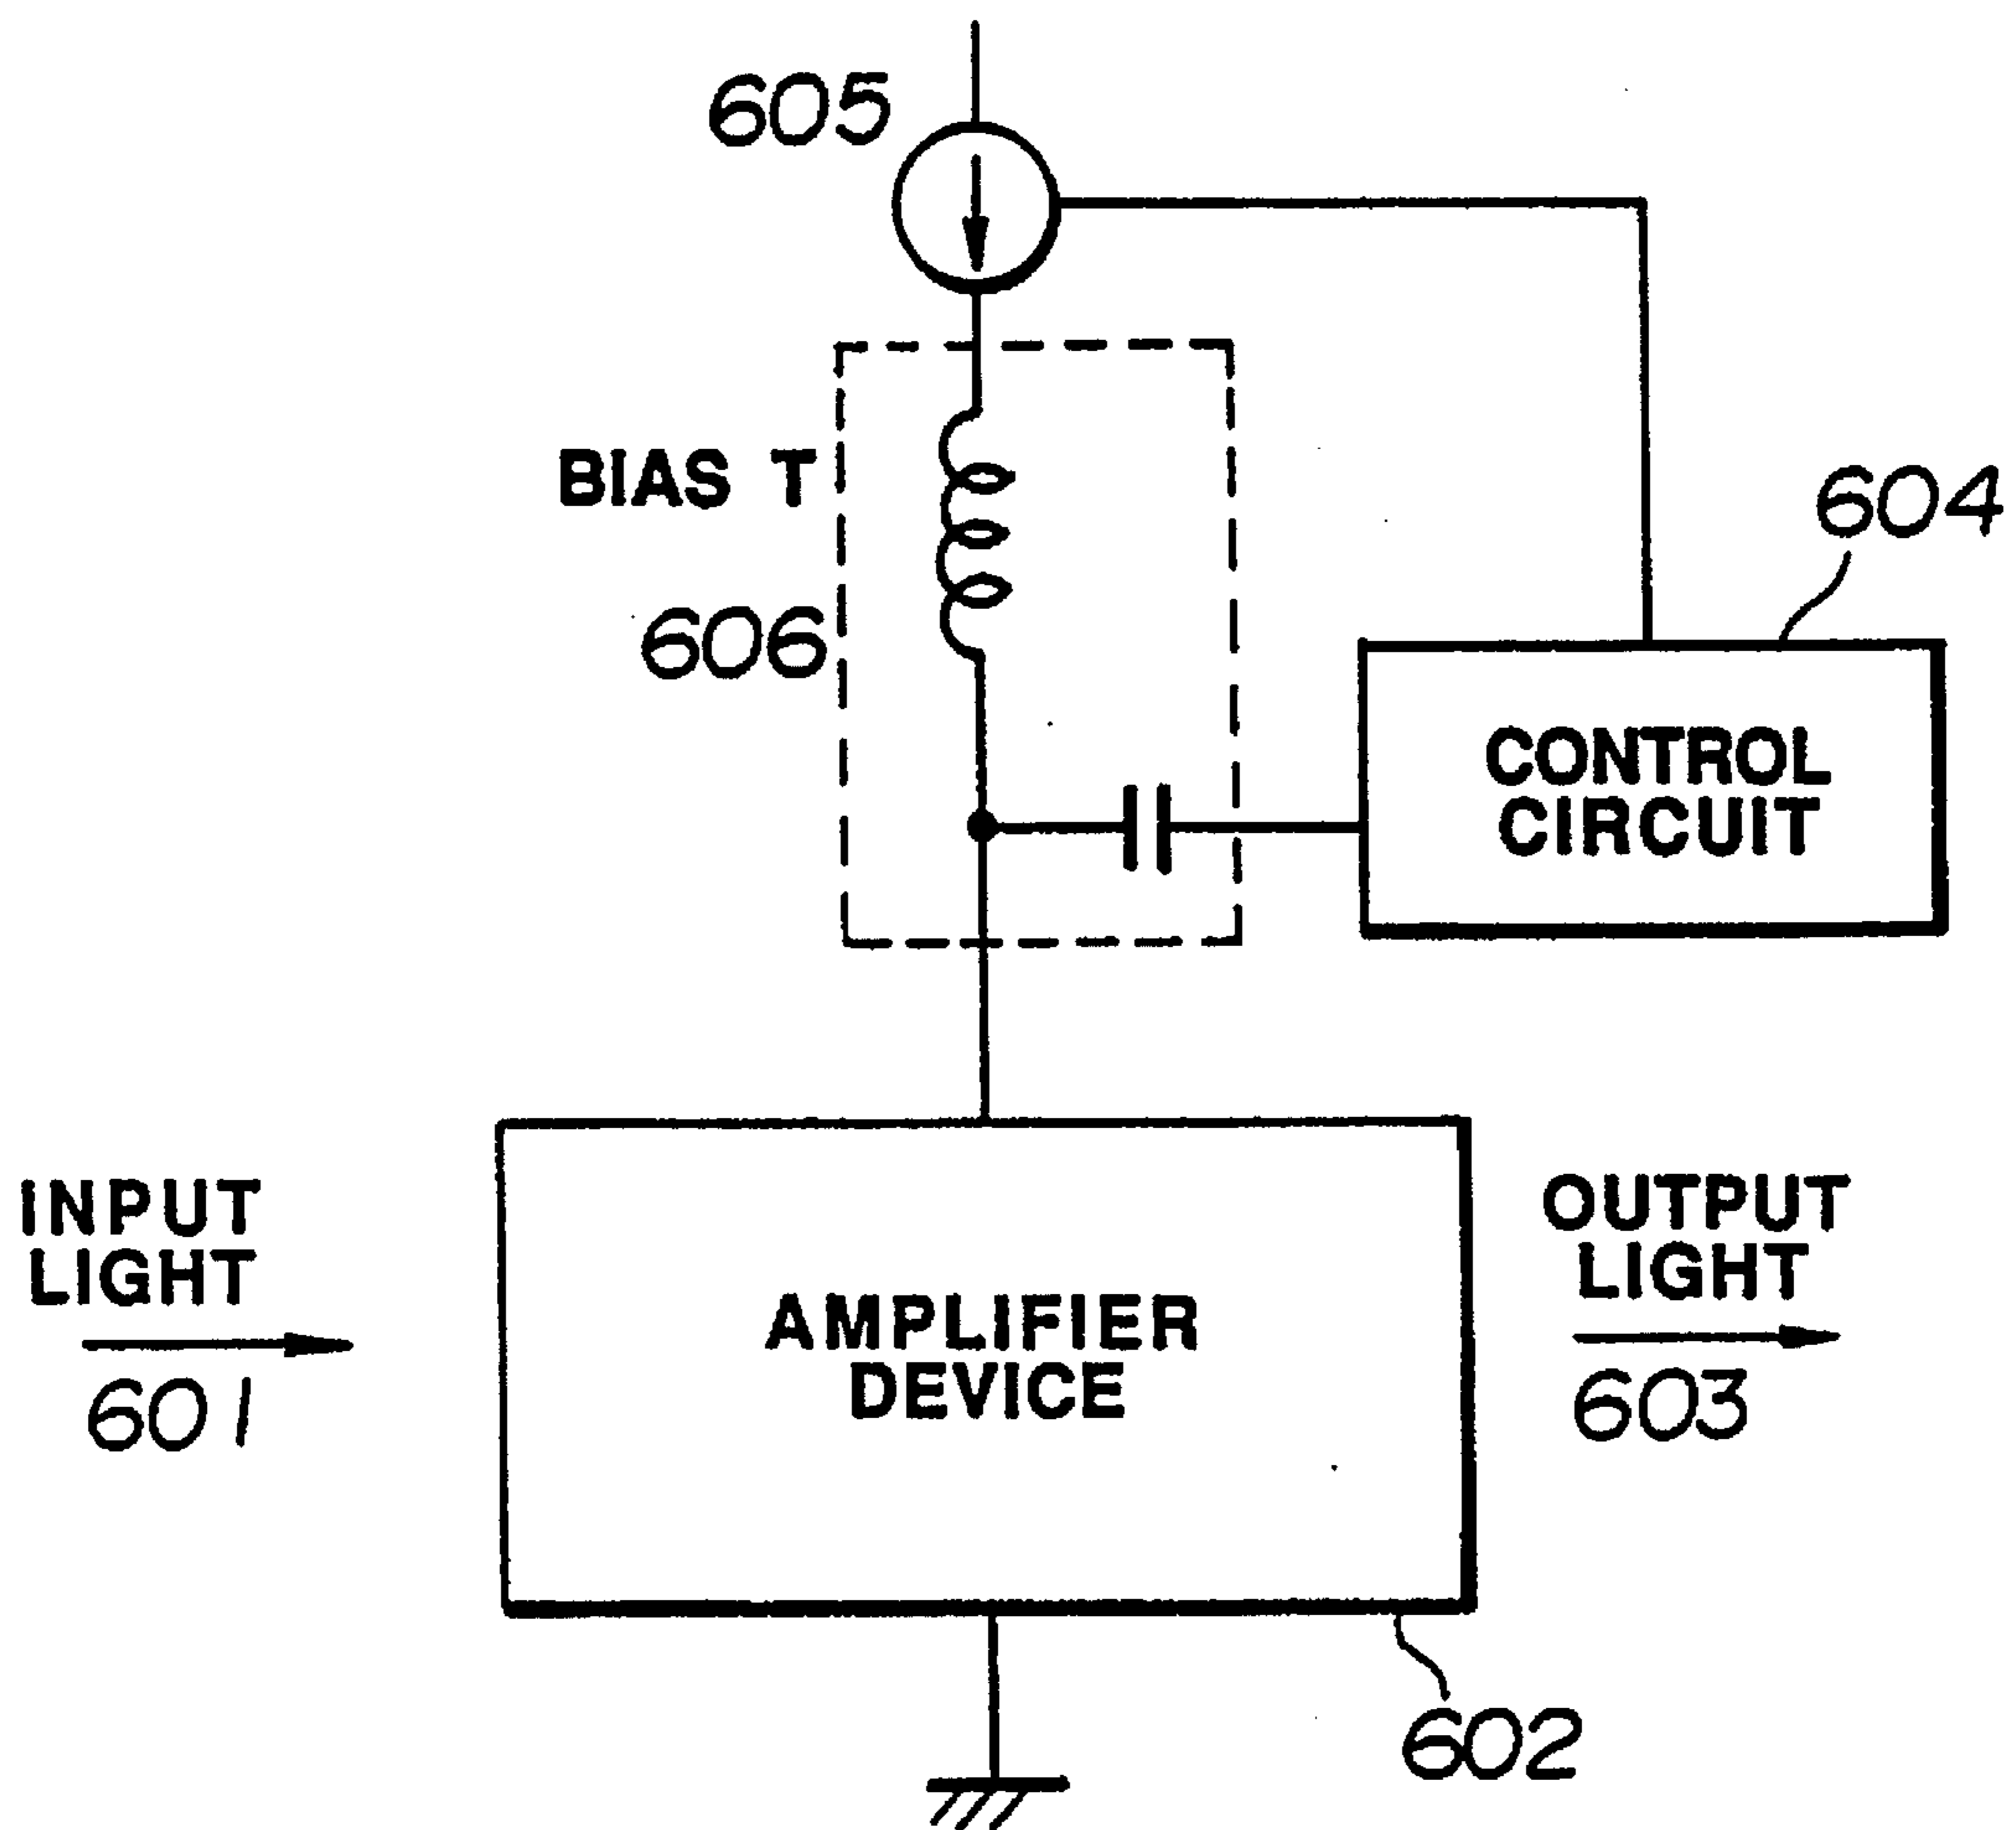 605
BIAS T
604
606
CONTROL
CIRCUIT
INPUT
LIGHT
601
AMPLIFIER
DEVICE
OUTPUT
LIGHT
603
602